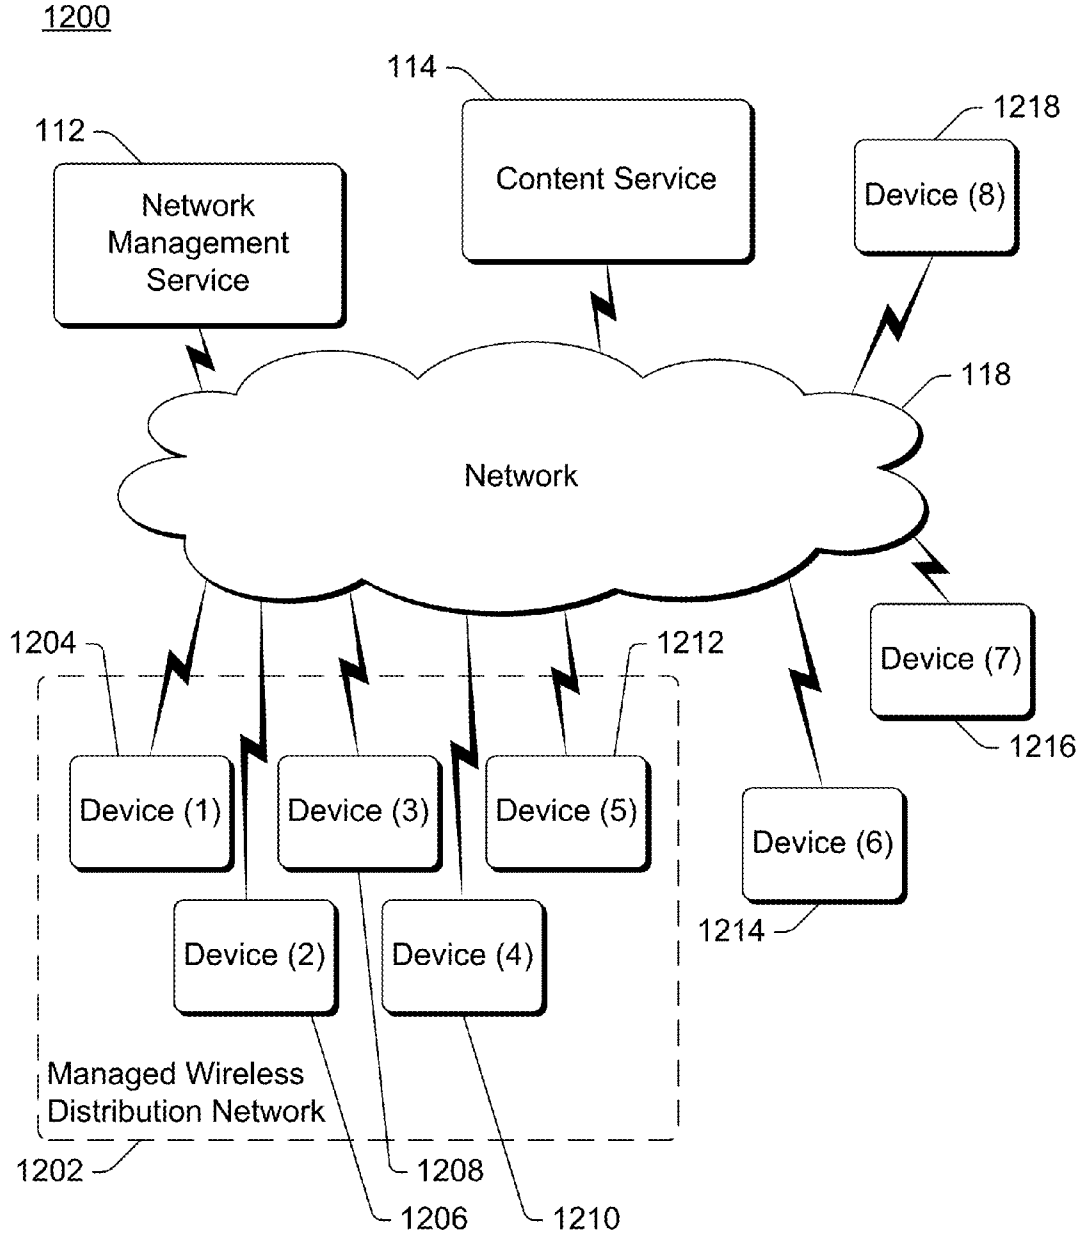 1200
114
1218
112
Content Service
Device (8)
Network
Management
Service
118
Network
1204
1212
Device (7)
1216
Device (1)
Device (3)
Device (5)
Device (6)
1214
Device (2)
Device (4)
Managed Wireless
Distribution Network
1202
1208
1206
1210